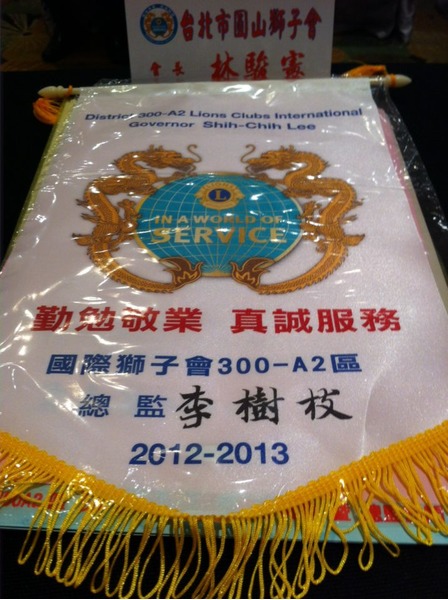 台北市圓山獅子會
會長 林駿憲
District 300-A2 Lions Clubs International
Governor Shih-Chih Lee
L
IN A WORLD OF
SERVICE
勤勉敬業 真誠服務
國際獅子會300-A2區
總監 李樹枝
2012-2013